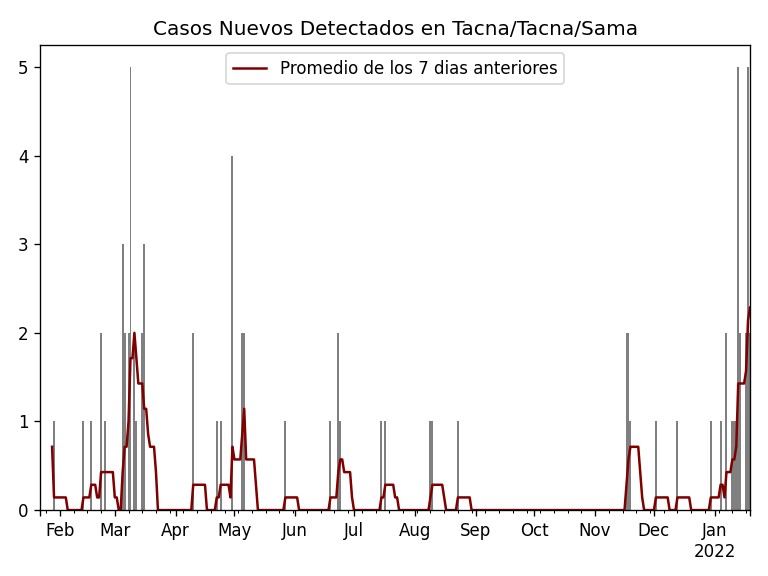 Casos Nuevos Detectados en Tacna/Tacna/Sama
Promedio de los 7 dias anteriores
5
4
3
2
1
0
Feb Mar Apr May Jun Jul Aug Sep Oct Nov Dec Jan
2022